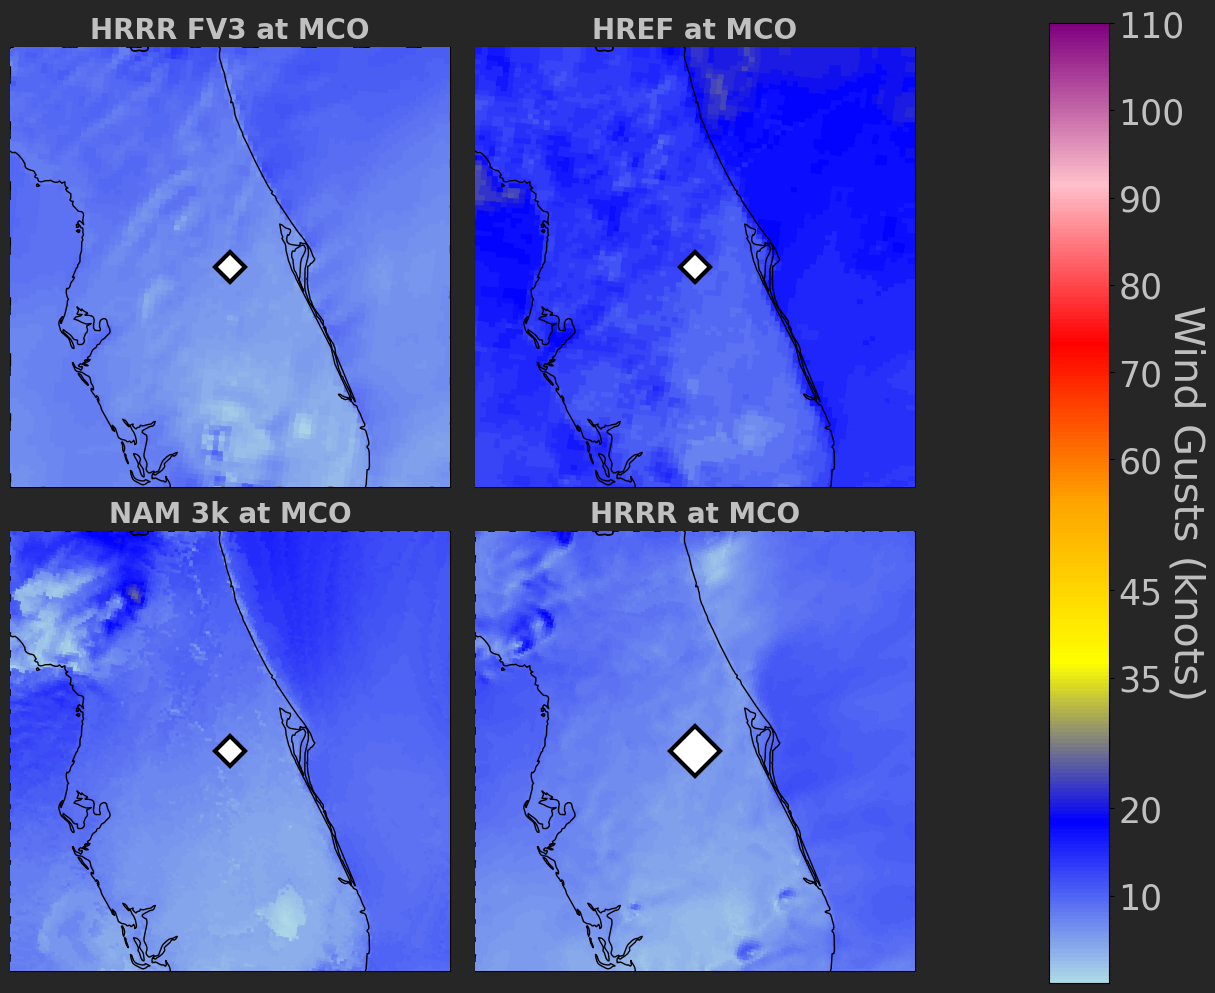 HRRR FV3 at MCO
HREF at MCO
NAM 3k at MCO
HRRR at MCO
110
100
90
80
70
60
45
35
20
10
Wind Gusts (knots)